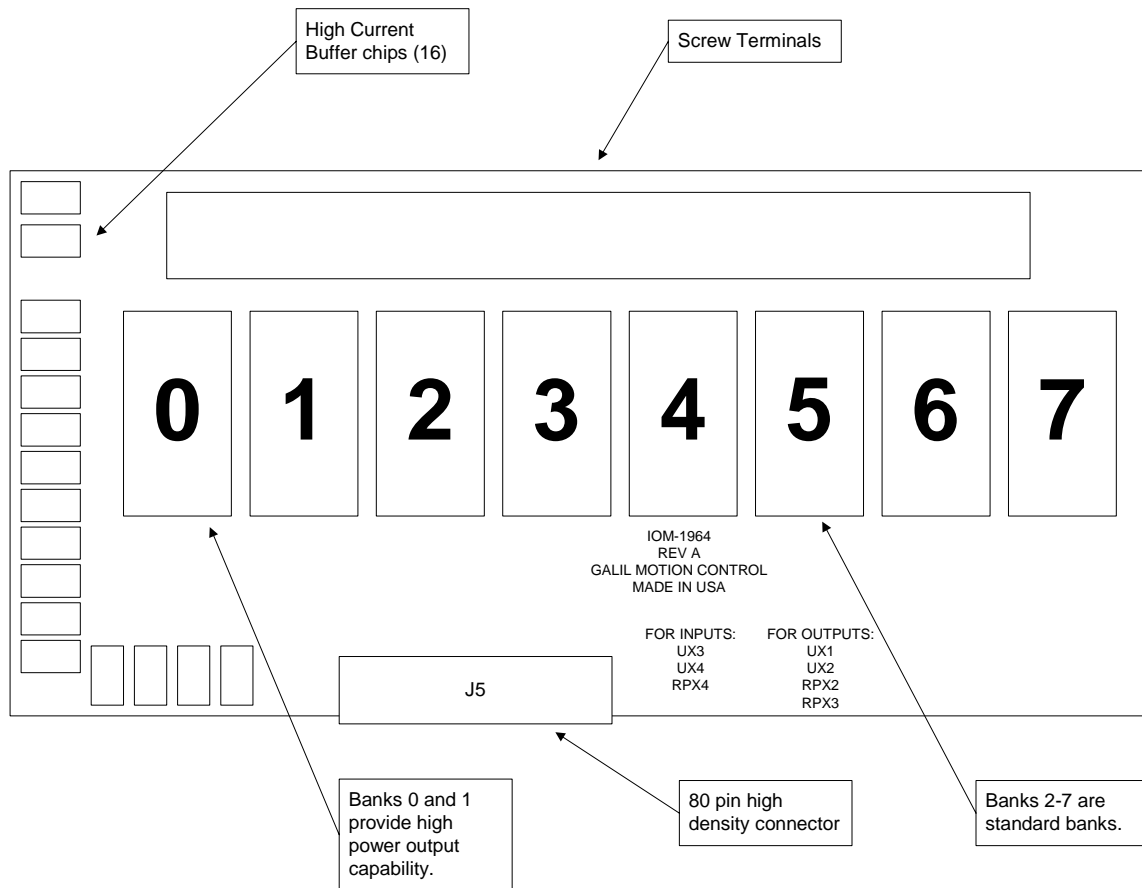 High Current
Buffer chips (16)
Screw Terminals
0 1 2 3 4 5 6 7
IOM-1964
REV A
GALIL MOTION CONTROL
MADE IN USA
FOR INPUTS:
UX3
UX4
RPX4
FOR OUTPUTS:
UX1
UX2
RPX2
RPX3
J5
Banks 0 and 1
provide high
power output
capability.
80 pin high
density connector
Banks 2-7 are
standard banks.